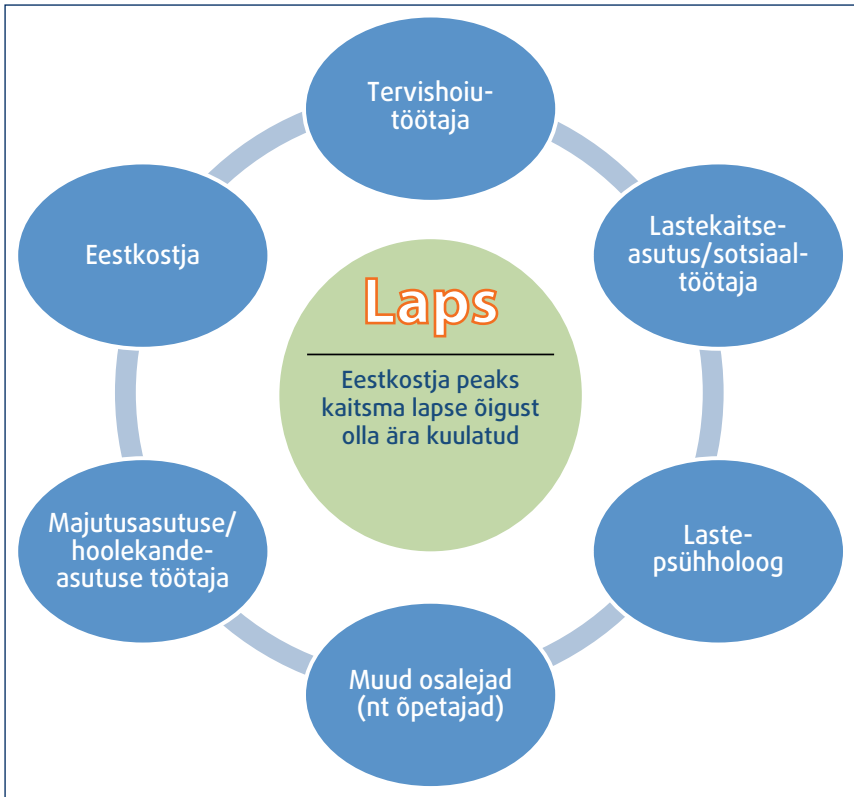 Tervishoiu-
töötaja
Lastekaitse-
asutus/sotsiaal-
töötaja
Laste-
psühholoog
Muud osalejad
(nt õpetajad)
Majutusasutuse/
hoolekande-
asutuse töötaja
Eestkostja
Laps
Eestkostja peaks
kaitsma lapse õigust
olla ära kuulatud